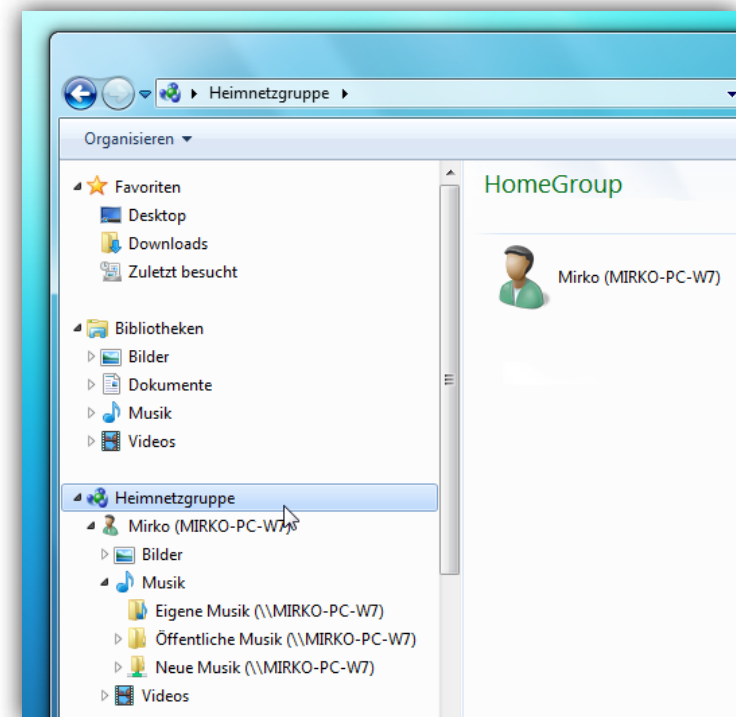 Heimnetzgruppe
Organisieren
Favoriten
Desktop
Downloads
Zuletzt besucht
Bibliotheken
Bilder
Dokumente
Musik
Videos
Heimnetzgruppe
Mirko (MIRKO-PC-W7)
Bilder
Musik
Eigene Musik (\\MIRKO-PC-W7)
Öffentliche Musik (\\MIRKO-PC-W7)
Neue Musik (\\MIRKO-PC-W7)
Videos
HomeGroup
Mirko (MIRKO-PC-W7)